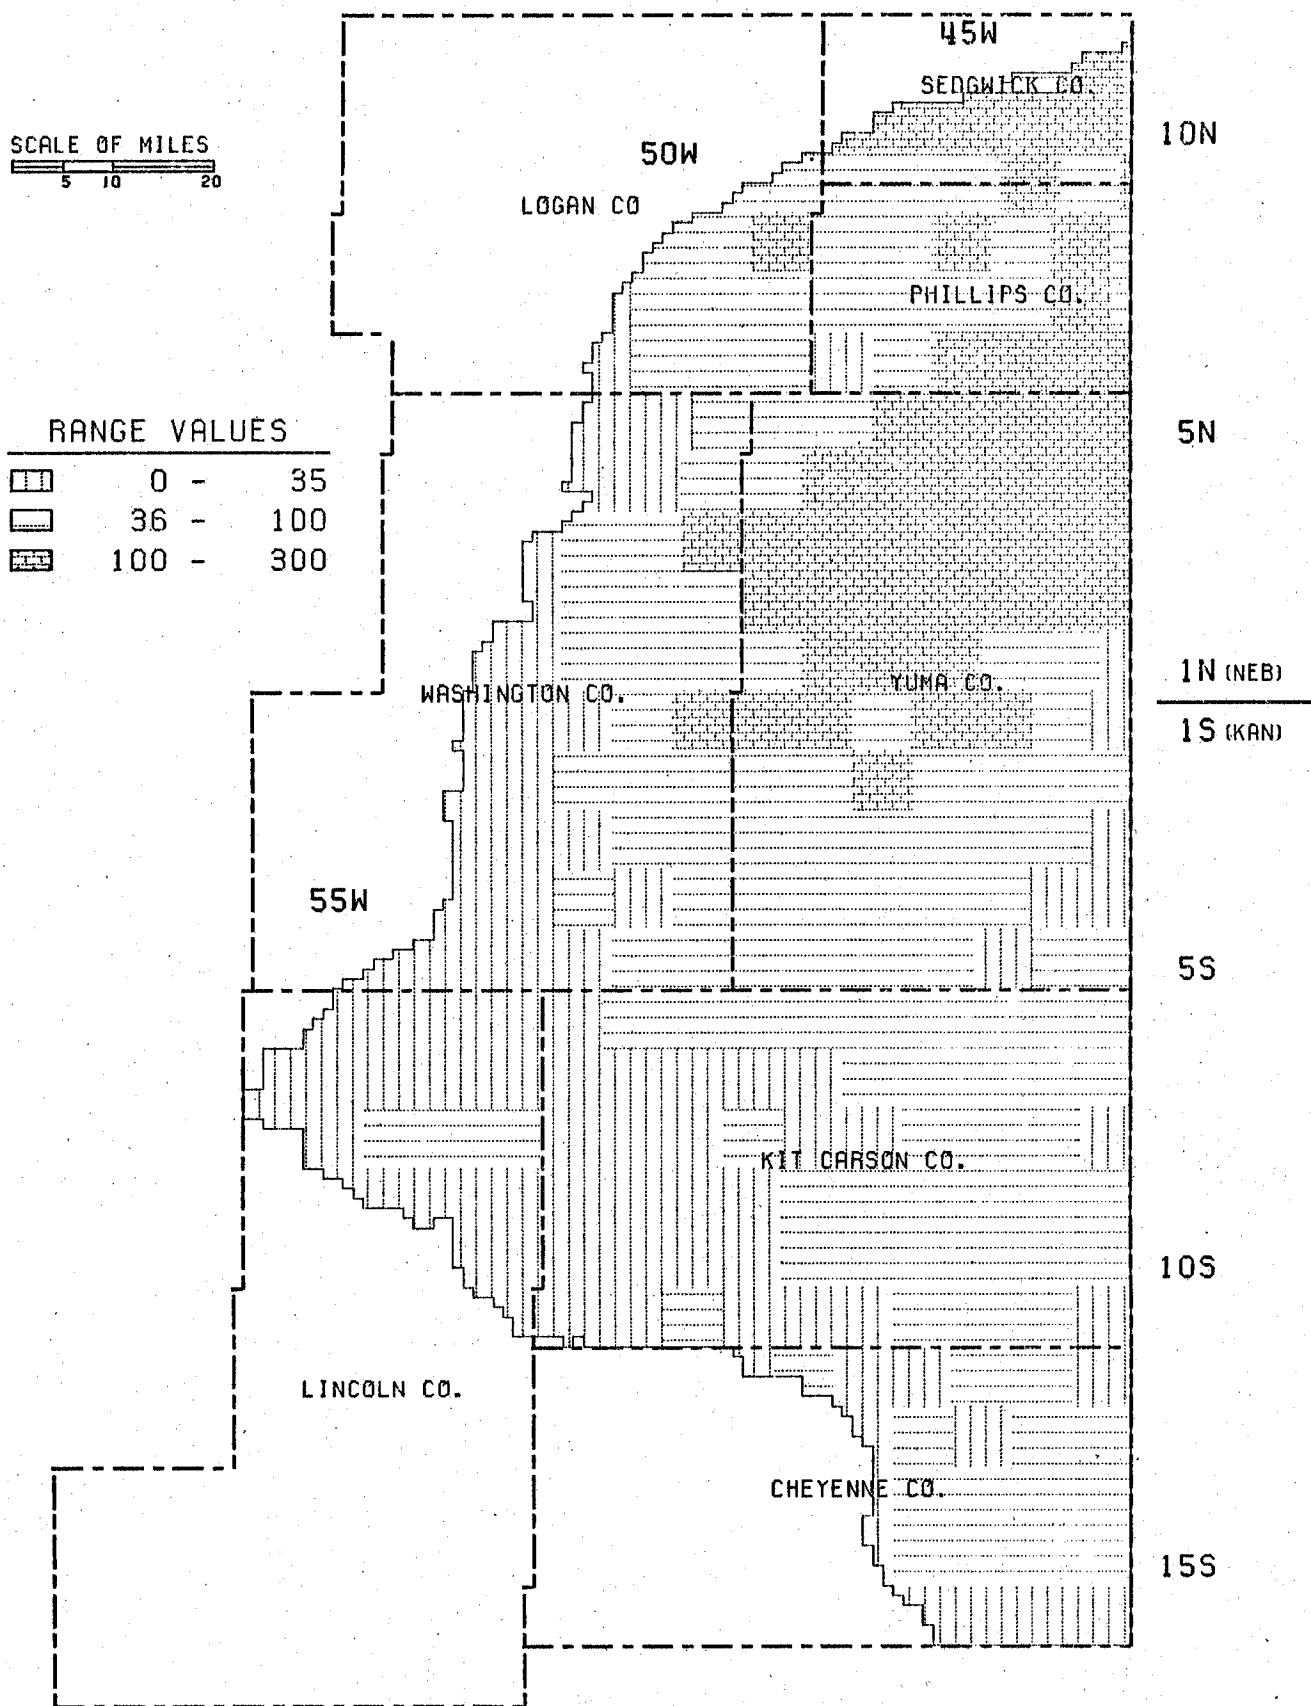 45W
SEDGWICK CO.
10N
SCALE OF MILES
5 10 20
50W
LOGAN CO
PHILLIPS CO.
RANGE VALUES
0 - 35
36 - 100
100 - 300
5N
WASHINGTON CO.
YUMA CO.
1N (NEB)
1S (KAN)
55W
5S
KIT CARSON CO.
10S
LINCOLN CO.
CHEYENNE CO.
15S